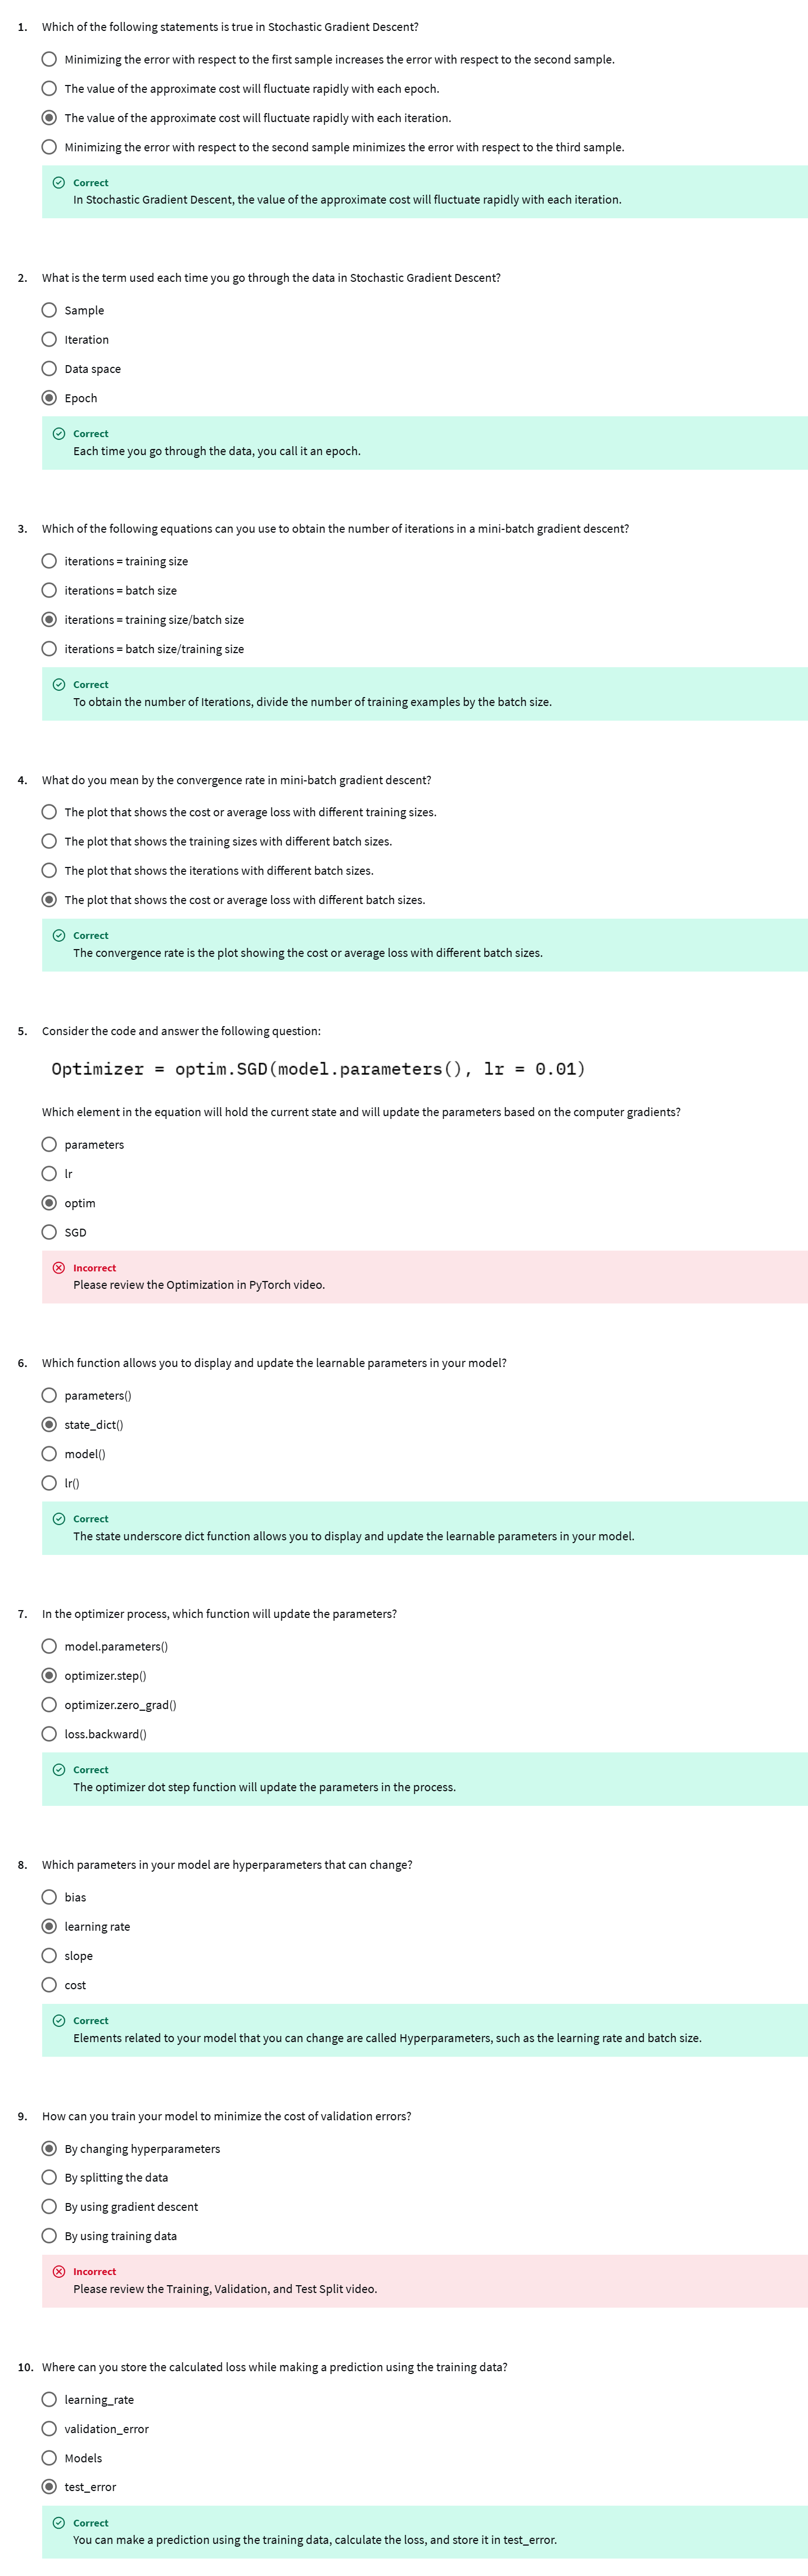 1. Which of the following statements is true in Stochastic Gradient Descent?
Minimizing the error with respect to the first sample increases the error with respect to the second sample.
The value of the approximate cost will fluctuate rapidly with each epoch.
The value of the approximate cost will fluctuate rapidly with each iteration.
Minimizing the error with respect to the second sample minimizes the error with respect to the third sample.
Correct
In Stochastic Gradient Descent, the value of the approximate cost will fluctuate rapidly with each iteration.
2. What is the term used each time you go through the data in Stochastic Gradient Descent?
Sample
Iteration
Data space
Epoch
Correct
Each time you go through the data, you call it an epoch.
3. Which of the following equations can you use to obtain the number of iterations in a mini-batch gradient descent?
iterations = training size
iterations = batch size
iterations = training size/batch size
iterations = batch size/training size
Correct
To obtain the number of Iterations, divide the number of training examples by the batch size.
4. What do you mean by the convergence rate in mini-batch gradient descent?
The plot that shows the cost or average loss with different training sizes.
The plot that shows the training sizes with different batch sizes.
The plot that shows the iterations with different batch sizes.
The plot that shows the cost or average loss with different batch sizes.
Correct
The convergence rate is the plot showing the cost or average loss with different batch sizes.
5. Consider the code and answer the following question:
Optimizer = optim.SGD(model.parameters(), lr = 0.01)
Which element in the equation will hold the current state and will update the parameters based on the computer gradients?
parameters
lr
optim
SGD
Incorrect
Please review the Optimization in PyTorch video.
6. Which function allows you to display and update the learnable parameters in your model?
parameters()
state_dict()
model()
lr()
Correct
The state underscore dict function allows you to display and update the learnable parameters in your model.
7. In the optimizer process, which function will update the parameters?
model.parameters()
optimizer.step()
optimizer.zero_grad()
loss.backward()
Correct
The optimizer dot step function will update the parameters in the process.
8. Which parameters in your model are hyperparameters that can change?
bias
learning rate
slope
cost
Correct
Elements related to your model that you can change are called Hyperparameters, such as the learning rate and batch size.
9. How can you train your model to minimize the cost of validation errors?
By changing hyperparameters
By splitting the data
By using gradient descent
By using training data
Incorrect
Please review the Training, Validation, and Test Split video.
10. Where can you store the calculated loss while making a prediction using the training data?
learning_rate
validation_error
Models
test_error
Correct
You can make a prediction using the training data, calculate the loss, and store it in test_error.